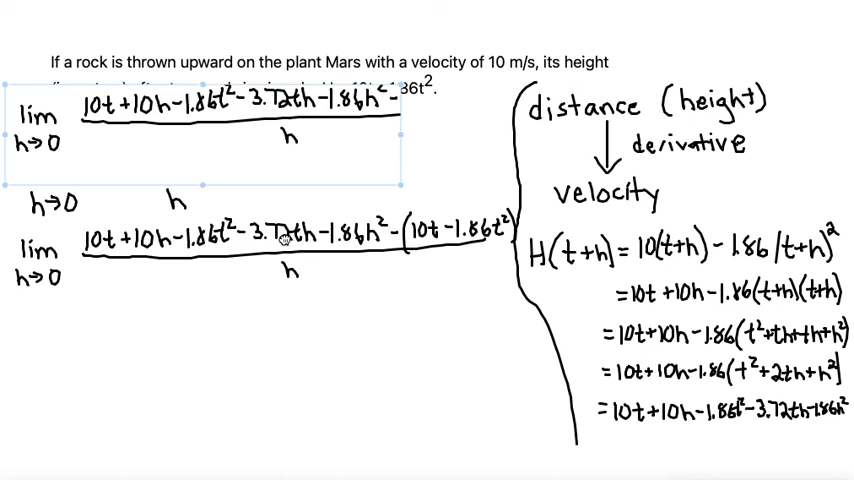 If a rock is thrown upward on the plant Mars with a velocity of 10 m/s, its height
86t².
lim h→0 10t+10h-1.86t²-3.72th-1.86h²-
h
h→0 h
lim h→0 10t+10h-1.86t²-3.72th-1.86h²-(10t-1.86t²)
h
distance (height)
derivative
velocity
H(t+h)=10(t+h)-1.86(t+h)²
=10t+10h-1.86(t+h)(t+h)
=10t+10h-1.86(t²+th+th+h²)
=10t+10h-1.86(t²+2th+h²]
=10t+10h-1.86t²-3.72th-1.86h²